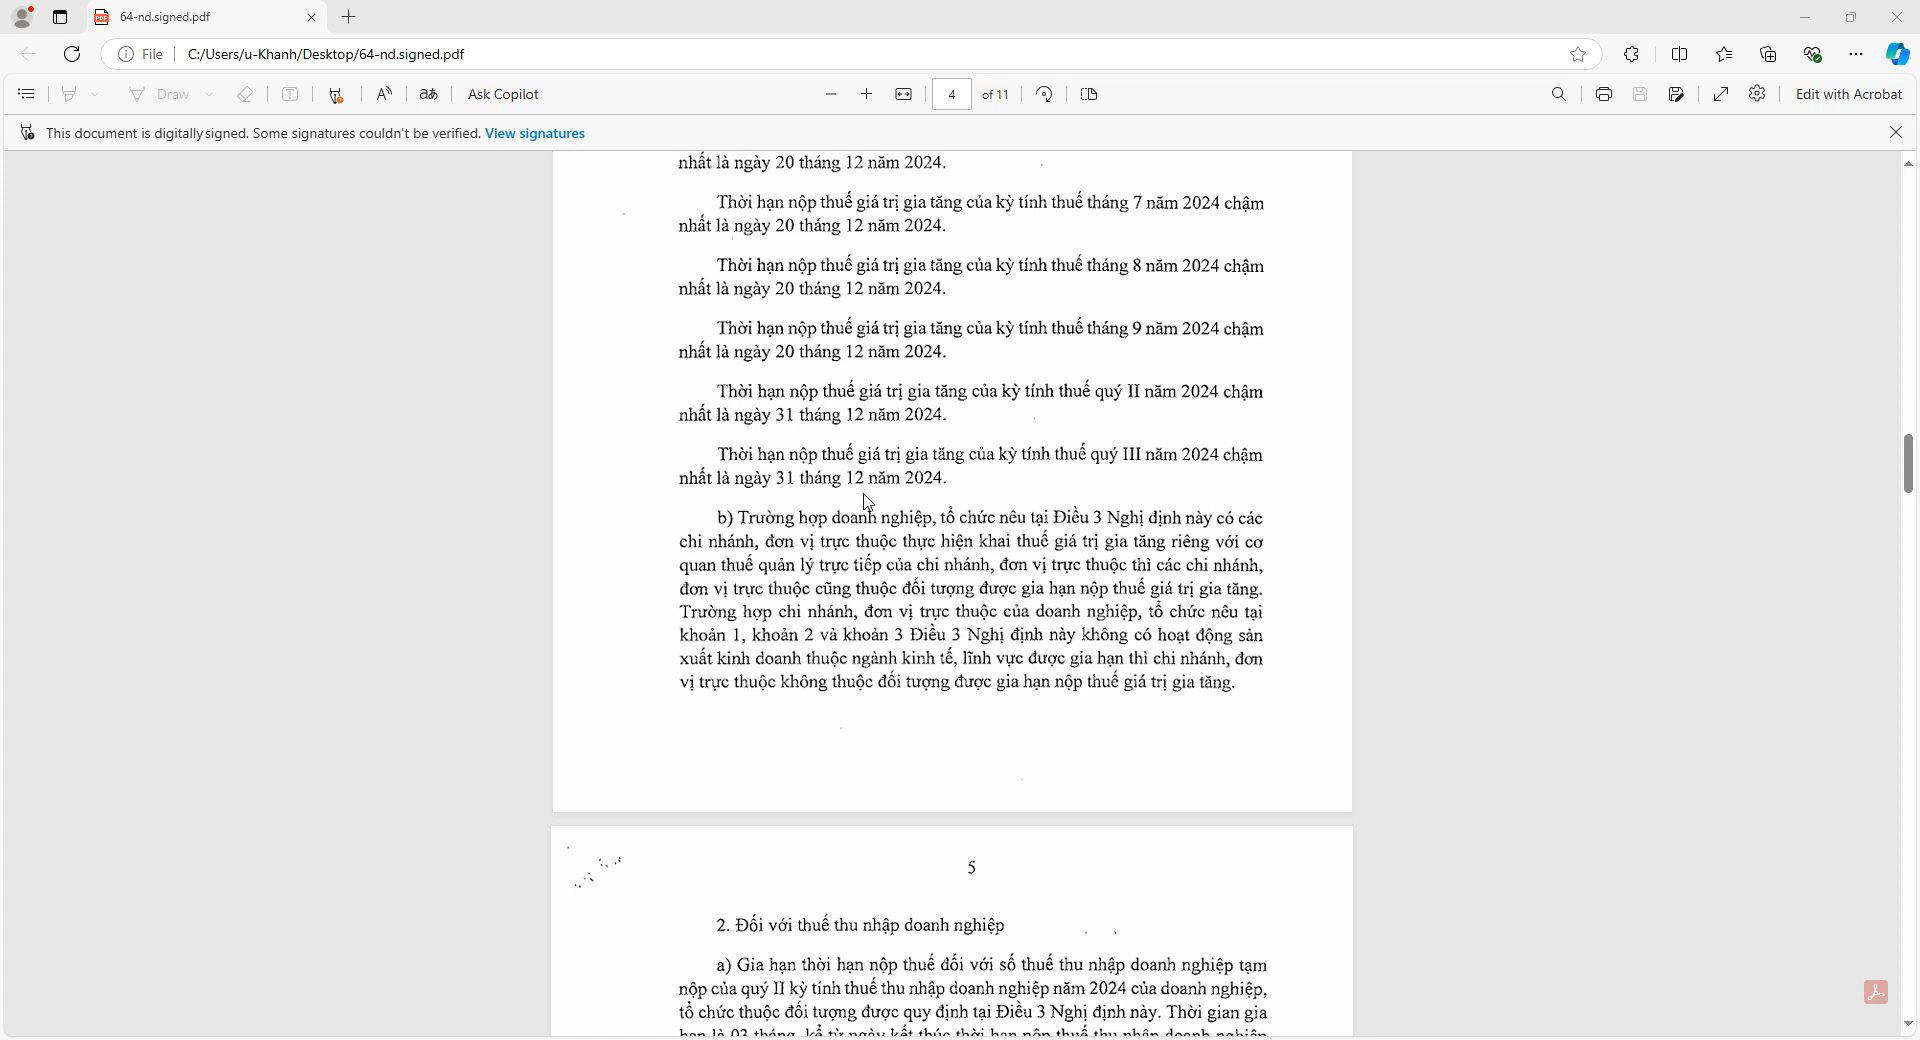 64-nd.signed.pdf
File
C:/Users/u-Khanh/Desktop/64-nd.signed.pdf
Draw
Ask Copilot
4 of 11
Edit with Acrobat
This document is digitally signed. Some signatures couldn't be verified. View signatures
nhất là ngày 20 tháng 12 năm 2024.
Thời hạn nộp thuế giá trị gia tăng của kỳ tính thuế tháng 7 năm 2024 chậm
nhất là ngày 20 tháng 12 năm 2024.
Thời hạn nộp thuế giá trị gia tăng của kỳ tính thuế tháng 8 năm 2024 chậm
nhất là ngày 20 tháng 12 năm 2024.
Thời hạn nộp thuế giá trị gia tăng của kỳ tính thuế tháng 9 năm 2024 chậm
nhất là ngày 20 tháng 12 năm 2024.
Thời hạn nộp thuế giá trị gia tăng của kỳ tính thuế quý II năm 2024 chậm
nhất là ngày 31 tháng 12 năm 2024.
Thời hạn nộp thuế giá trị gia tăng của kỳ tính thuế quý III năm 2024 chậm
nhất là ngày 31 tháng 12 năm 2024.
b) Trường hợp doanh nghiệp, tổ chức nêu tại Điều 3 Nghị định này có các
chi nhánh, đơn vị trực thuộc thực hiện khai thuế giá trị gia tăng riêng với cơ
quan thuế quản lý trực tiếp của chi nhánh, đơn vị trực thuộc thì các chi nhánh,
đơn vị trực thuộc cũng thuộc đối tượng được gia hạn nộp thuế giá trị gia tăng.
Trường hợp chi nhánh, đơn vị trực thuộc của doanh nghiệp, tổ chức nêu tại
khoản 1, khoản 2 và khoản 3 Điều 3 Nghị định này không có hoạt động sản
xuất kinh doanh thuộc ngành kinh tế, lĩnh vực được gia hạn thì chi nhánh, đơn
vị trực thuộc không thuộc đối tượng được gia hạn nộp thuế giá trị gia tăng.
5
2. Đối với thuế thu nhập doanh nghiệp
a) Gia hạn thời hạn nộp thuế đối với số thuế thu nhập doanh nghiệp tạm
nộp của quý II kỳ tính thuế thu nhập doanh nghiệp năm 2024 của doanh nghiệp,
tổ chức thuộc đối tượng được quy định tại Điều 3 Nghị định này. Thời gian gia
hạn là 03 tháng, kể từ ngày kết thúc thời hạn nộp thuế thu nhập doanh nghiệp